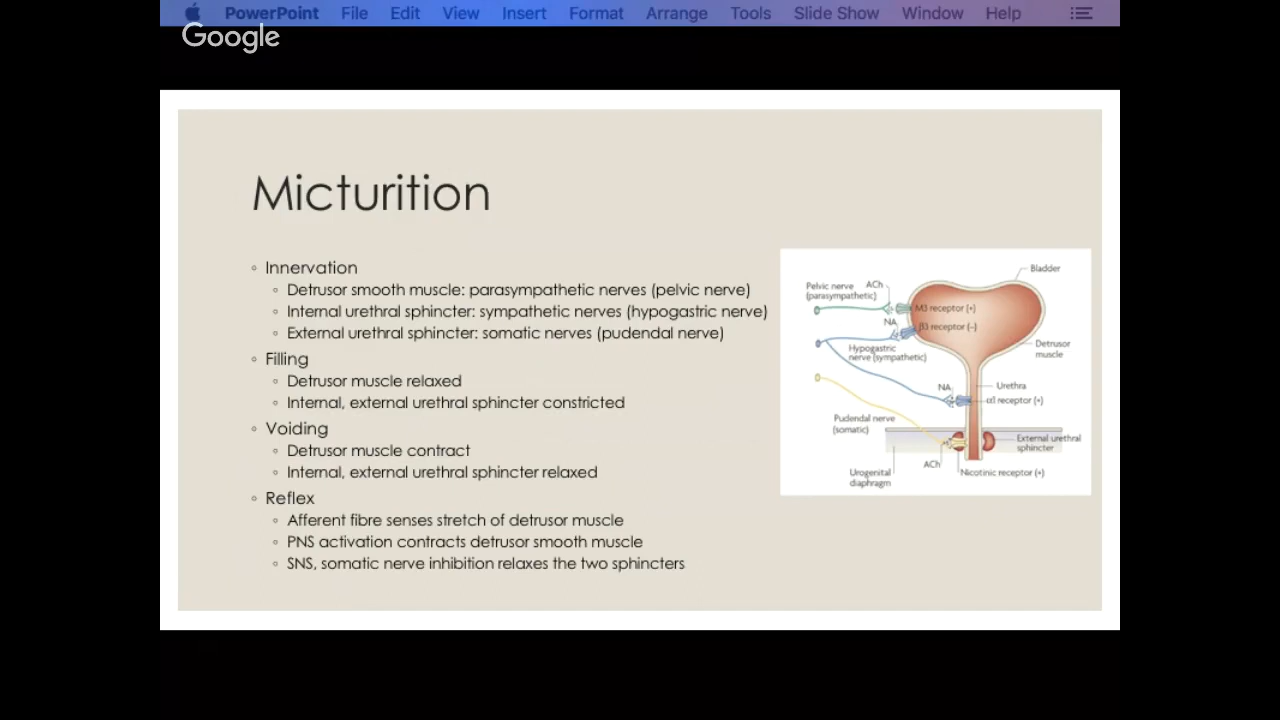 PowerPoint File Edit View Insert Format Arrange Tools Slide Show Window Help
Google
Micturition
◦ Innervation
◦ Detrusor smooth muscle: parasympathetic nerves (pelvic nerve)
◦ Internal urethral sphincter: sympathetic nerves (hypogastric nerve)
◦ External urethral sphincter: somatic nerves (pudendal nerve)
◦ Filling
◦ Detrusor muscle relaxed
◦ Internal, external urethral sphincter constricted
◦ Voiding
◦ Detrusor muscle contract
◦ Internal, external urethral sphincter relaxed
◦ Reflex
◦ Afferent fibre senses stretch of detrusor muscle
◦ PNS activation contracts detrusor smooth muscle
◦ SNS, somatic nerve inhibition relaxes the two sphincters
Bladder
Pelvic nerve
(parasympathetic)
ACh
M3 receptor (+)
NA
β3 receptor (–)
Hypogastric
nerve (sympathetic)
Detrusor
muscle
Urethra
NA
α1 receptor (+)
Pudendal nerve
(somatic)
External urethral
sphincter
ACh
Nicotinic receptor (+)
Urogenital
diaphragm